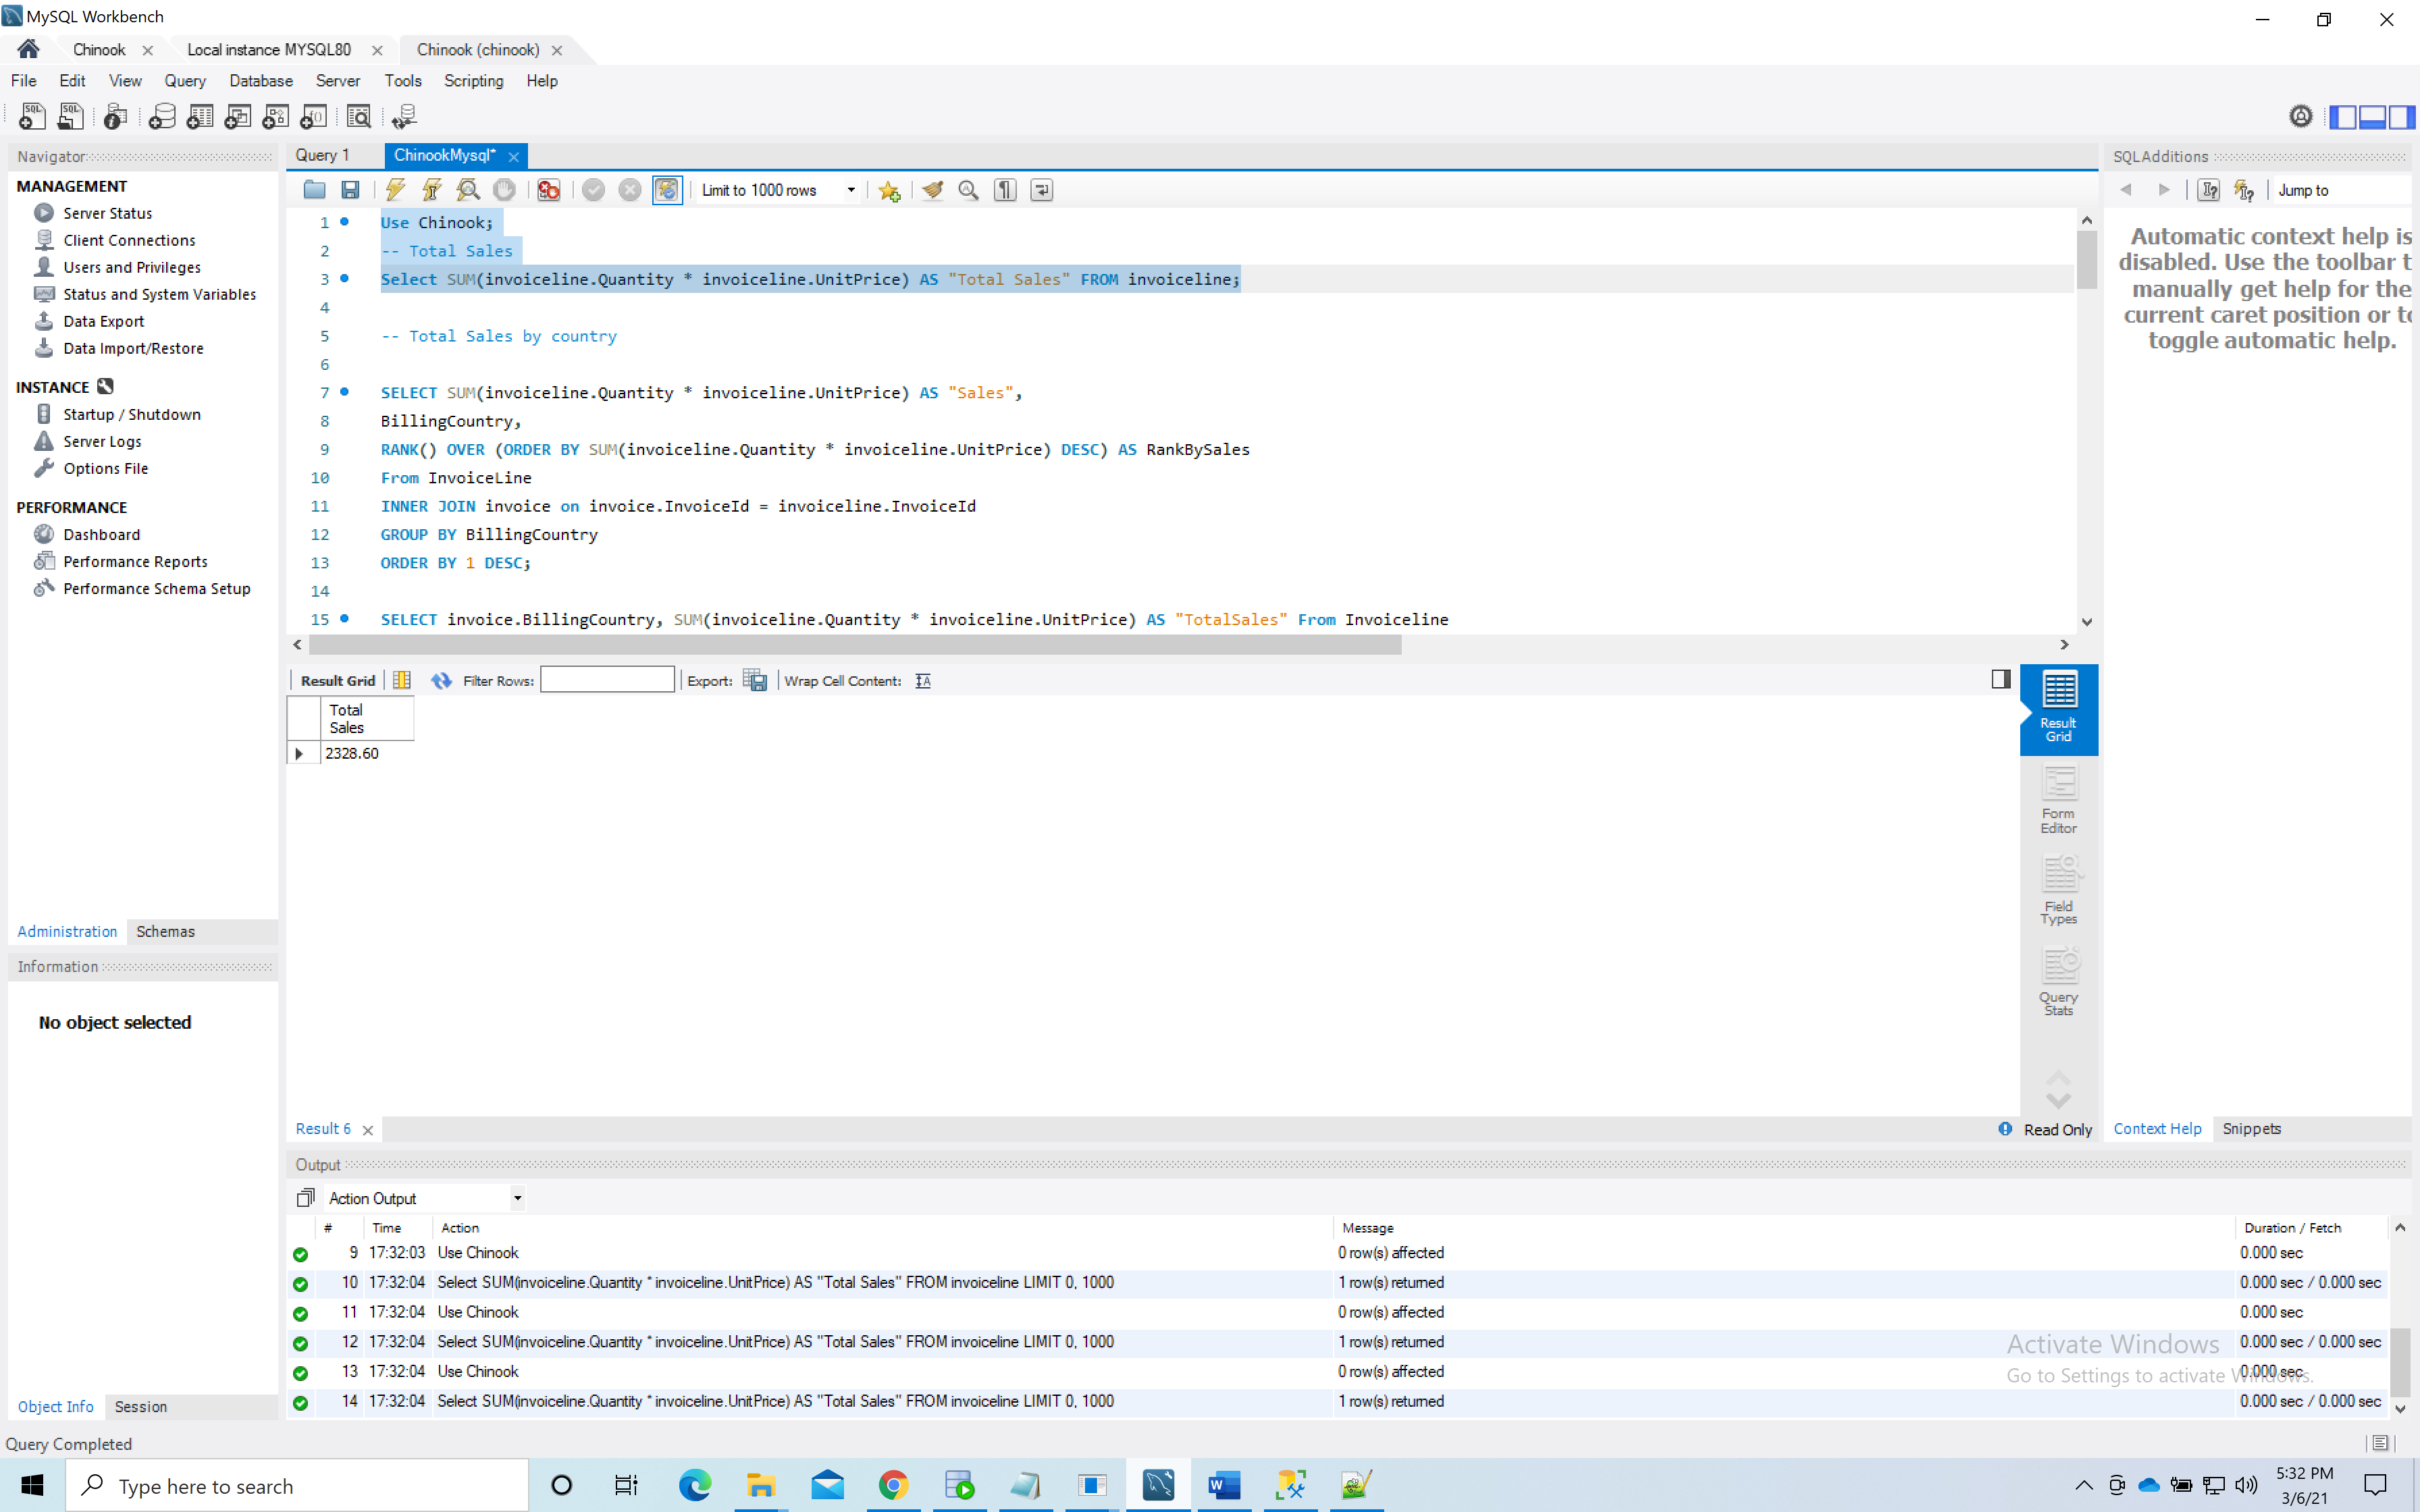 MySQL Workbench
Chinook
Local instance MYSQL80
Chinook (chinook)
File Edit View Query Database Server Tools Scripting Help
Navigator
MANAGEMENT
Server Status
Client Connections
Users and Privileges
Status and System Variables
Data Export
Data Import/Restore
INSTANCE
Startup / Shutdown
Server Logs
Options File
PERFORMANCE
Dashboard
Performance Reports
Performance Schema Setup
Administration Schemas
Information
No object selected
Object Info Session
Query Completed
Query 1 ChinookMysql*
Limit to 1000 rows
1 Use Chinook;
2 -- Total Sales
3 Select SUM(invoiceline.Quantity * invoiceline.UnitPrice) AS "Total Sales" FROM invoiceline;
4
5 -- Total Sales by country
6
7 SELECT SUM(invoiceline.Quantity * invoiceline.UnitPrice) AS "Sales",
8 BillingCountry,
9 RANK() OVER (ORDER BY SUM(invoiceline.Quantity * invoiceline.UnitPrice) DESC) AS RankBySales
10 From InvoiceLine
11 INNER JOIN invoice on invoice.InvoiceId = invoiceline.InvoiceId
12 GROUP BY BillingCountry
13 ORDER BY 1 DESC;
14
15 SELECT invoice.BillingCountry, SUM(invoiceline.Quantity * invoiceline.UnitPrice) AS "TotalSales" From Invoiceline
Result Grid Filter Rows: Export: Wrap Cell Content:
Total
Sales
2328.60
Result
Grid
Form
Editor
Field
Types
Query
Stats
Result 6
Read Only
SQLAdditions
Jump to
Automatic context help is
disabled. Use the toolbar t
manually get help for the
current caret position or to
toggle automatic help.
Context Help Snippets
Output
Action Output
# Time Action Message Duration / Fetch
9 17:32:03 Use Chinook 0 row(s) affected 0.000 sec
10 17:32:04 Select SUM(invoiceline.Quantity * invoiceline.UnitPrice) AS "Total Sales" FROM invoiceline LIMIT 0, 1000 1 row(s) returned 0.000 sec / 0.000 sec
11 17:32:04 Use Chinook 0 row(s) affected 0.000 sec
12 17:32:04 Select SUM(invoiceline.Quantity * invoiceline.UnitPrice) AS "Total Sales" FROM invoiceline LIMIT 0, 1000 1 row(s) returned 0.000 sec / 0.000 sec
13 17:32:04 Use Chinook 0 row(s) affected 0.000 sec
14 17:32:04 Select SUM(invoiceline.Quantity * invoiceline.UnitPrice) AS "Total Sales" FROM invoiceline LIMIT 0, 1000 1 row(s) returned 0.000 sec / 0.000 sec
Activate Windows
Go to Settings to activate Windows.
Type here to search
5:32 PM
3/6/21